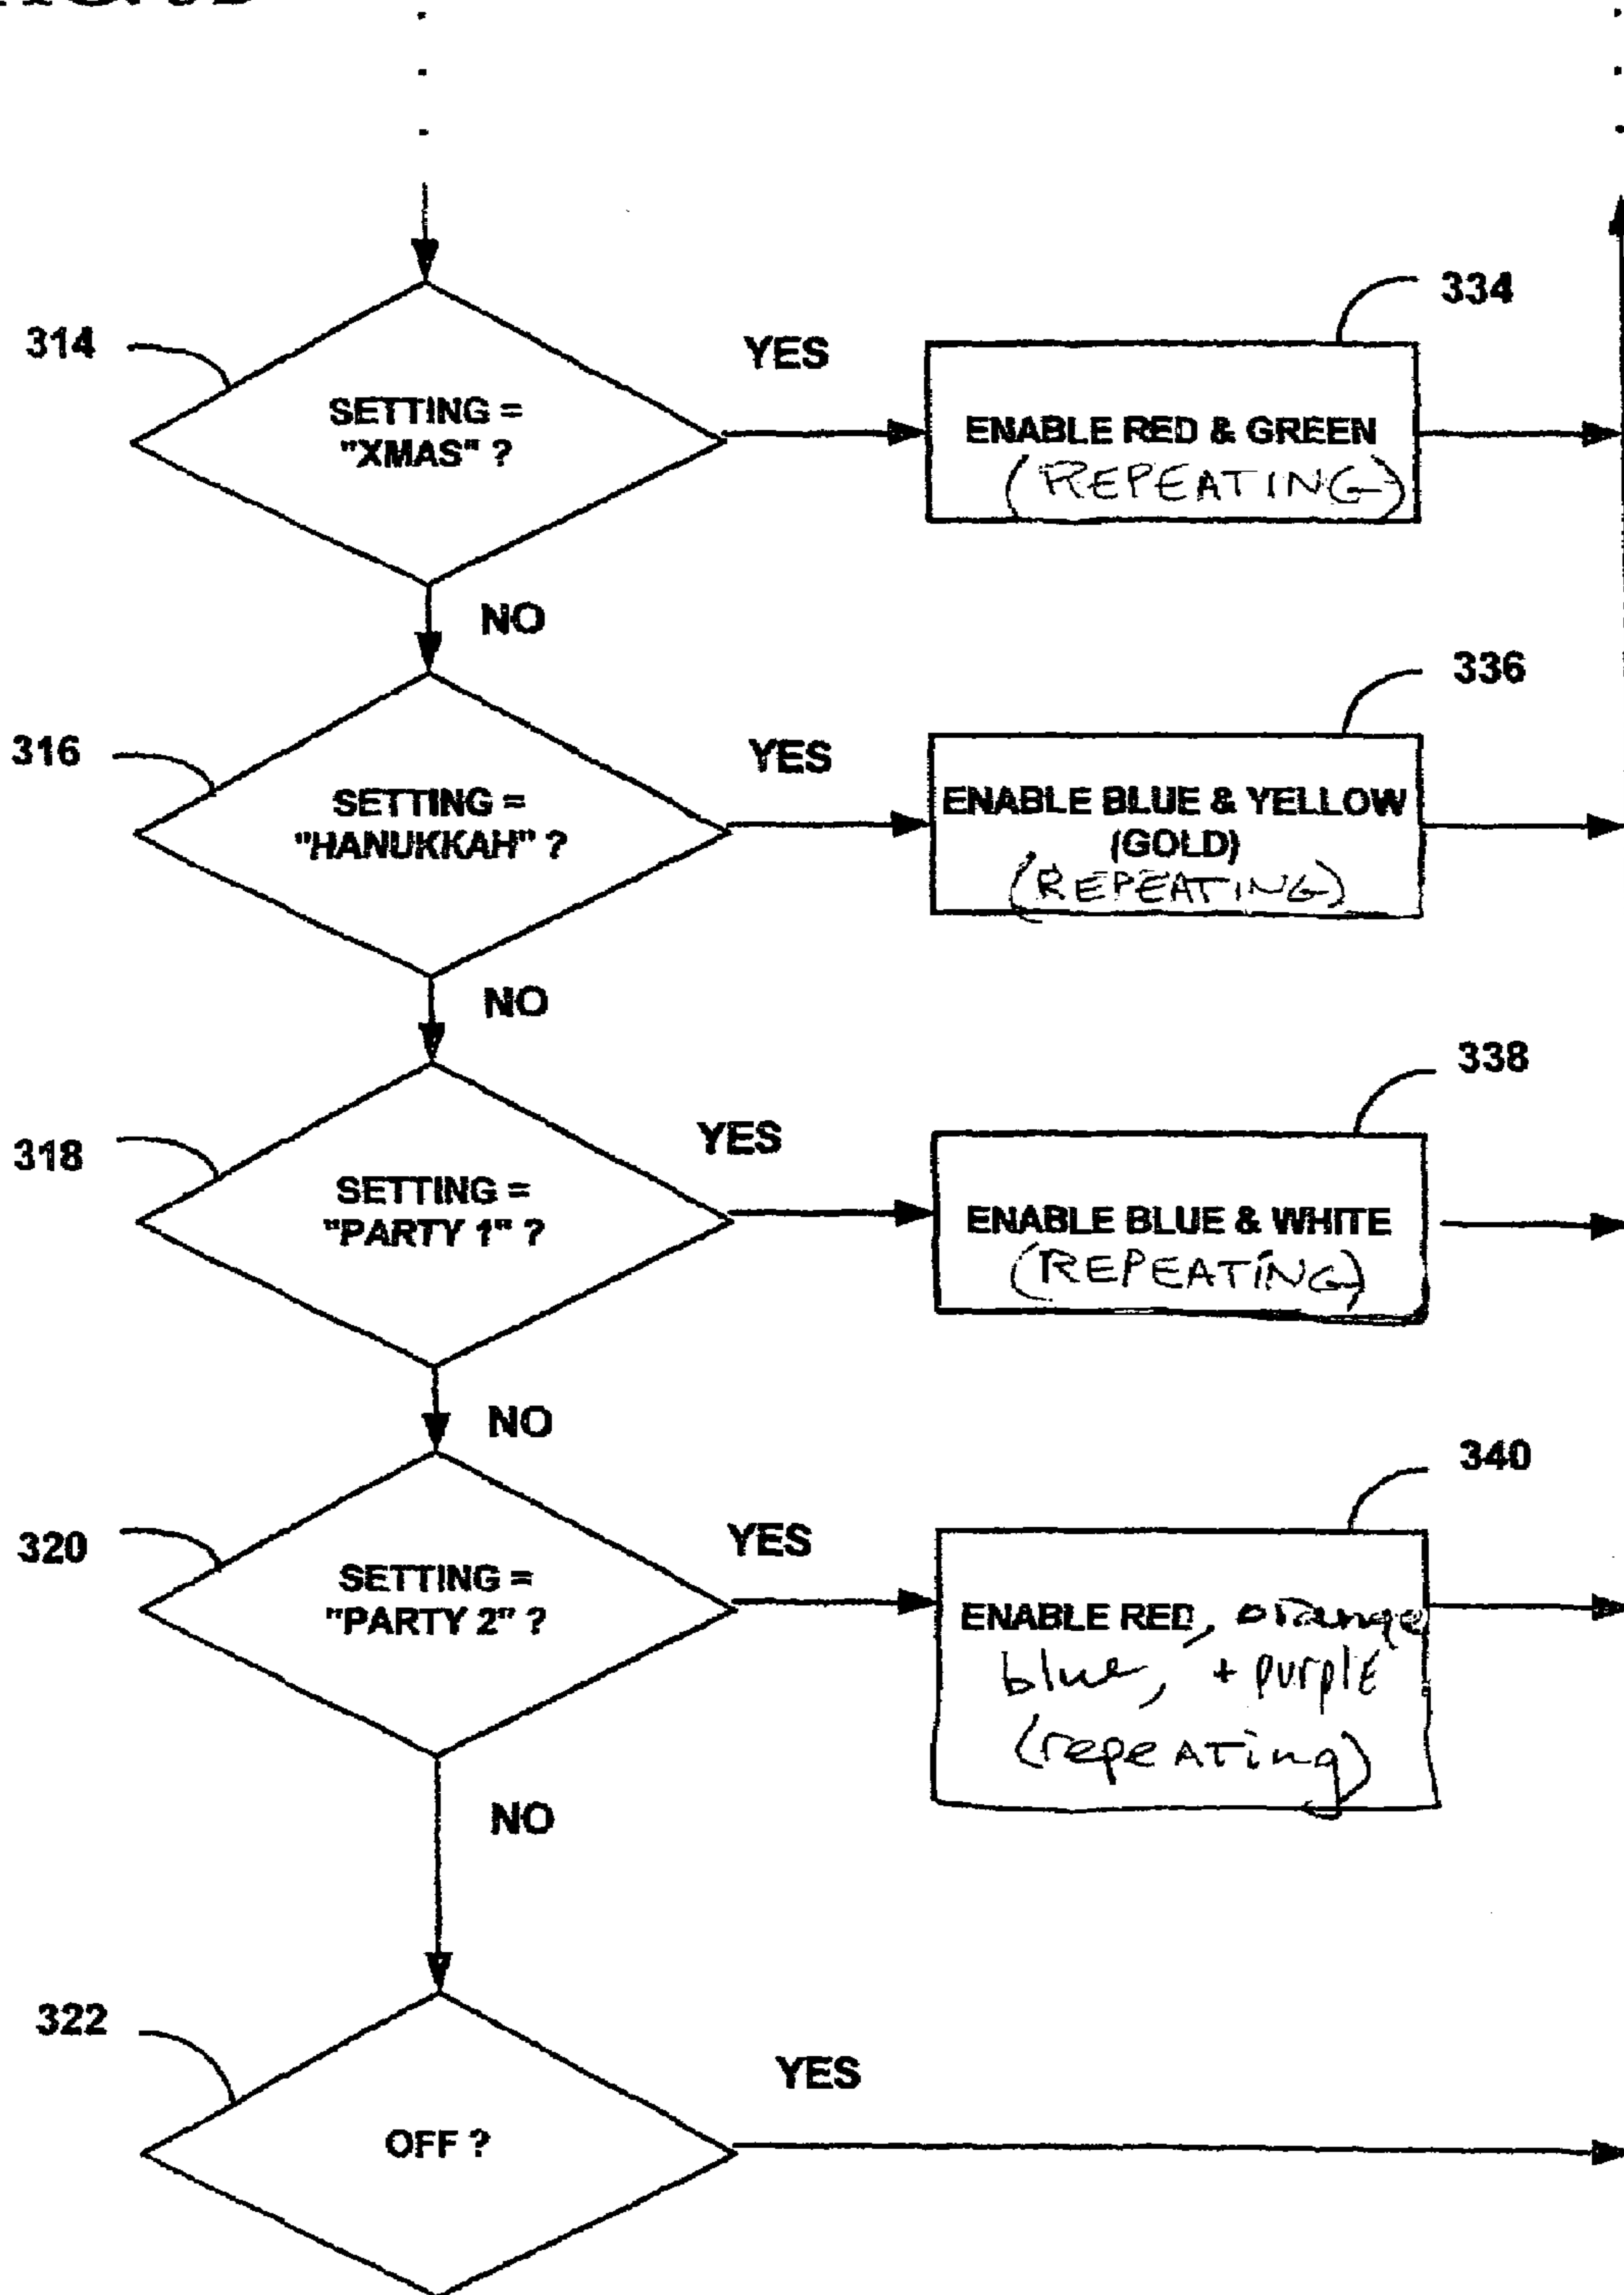 334
314
YES
SETTING =
"XMAS" ?
ENABLE RED & GREEN
(REPEATING)
NO
336
316
YES
SETTING =
"HANUKKAH" ?
ENABLE BLUE & YELLOW
(GOLD)
(REPEATING)
NO
338
318
YES
SETTING =
"PARTY 1" ?
ENABLE BLUE & WHITE
(REPEATING)
NO
340
320
YES
SETTING =
"PARTY 2" ?
ENABLE RED, orange
blue, + purple
(repeating)
NO
322
YES
OFF ?